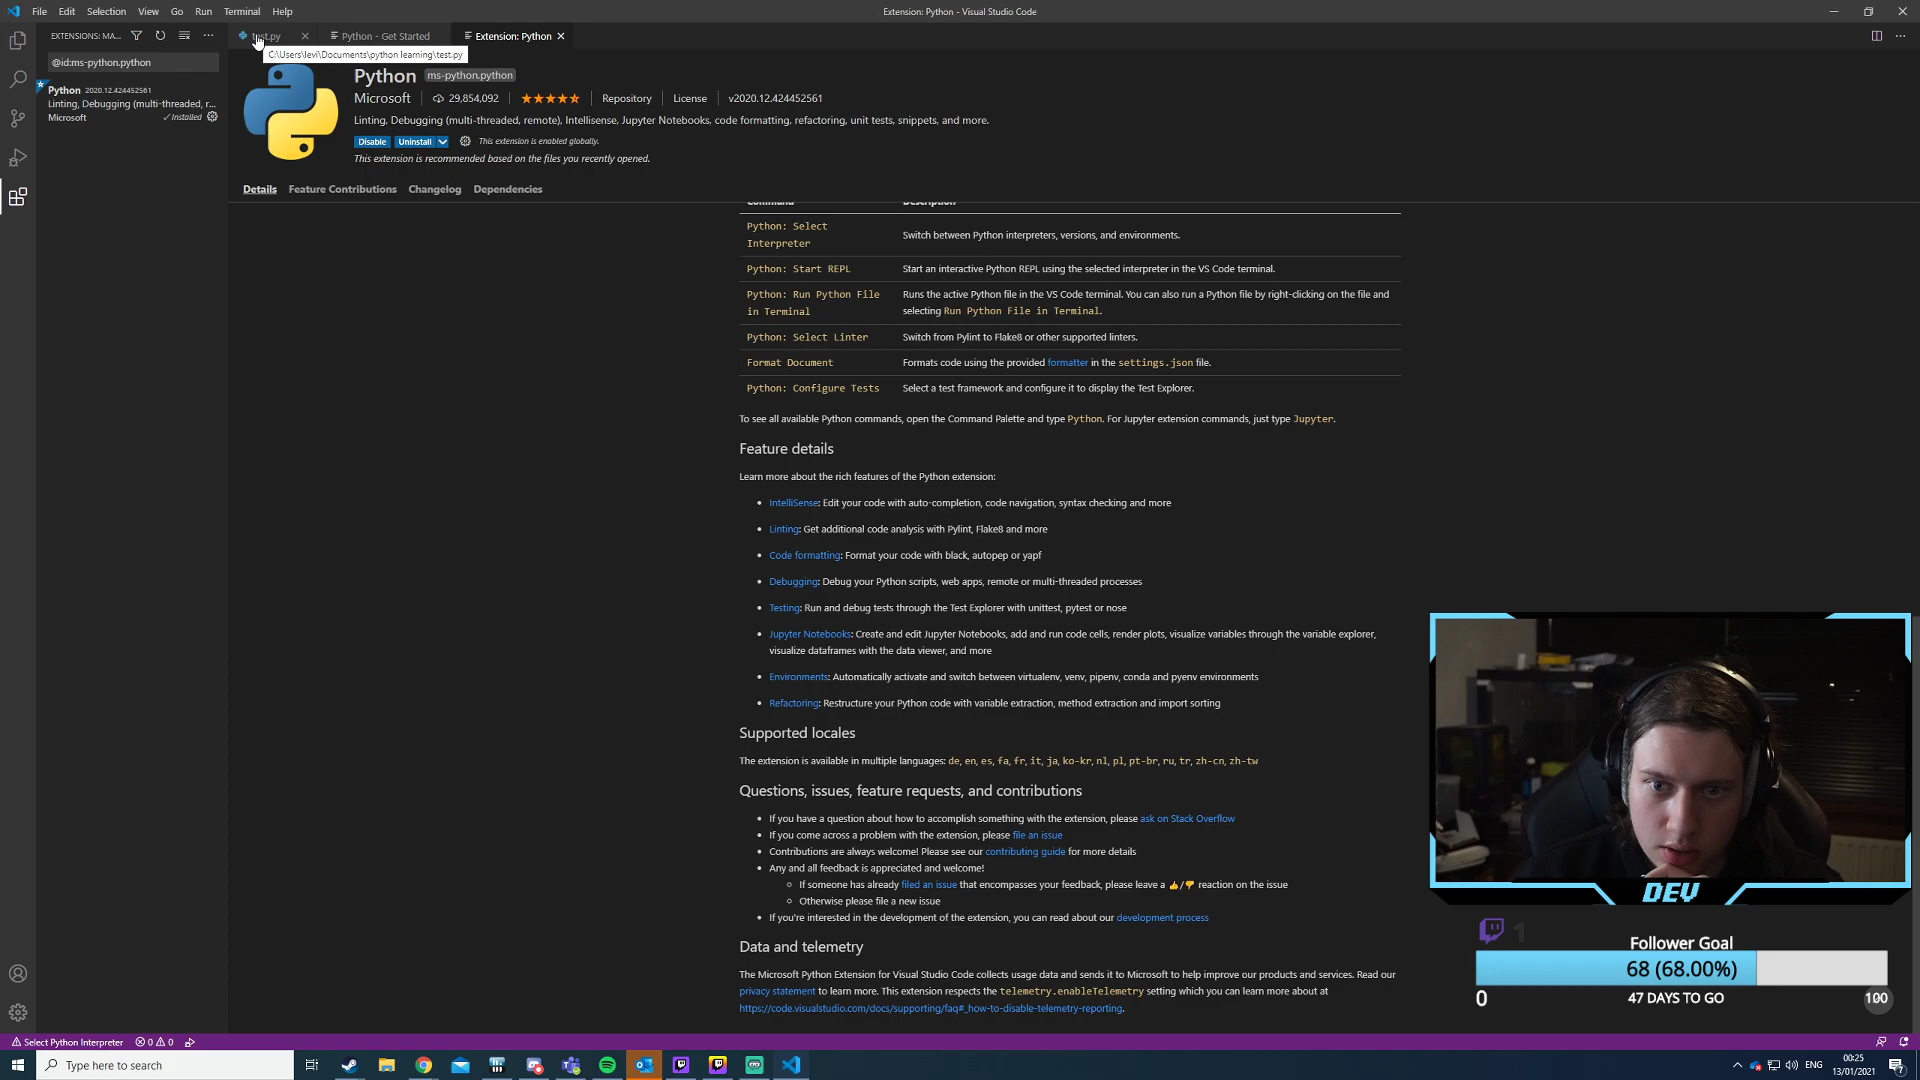 File Edit Selection View Go Run Terminal Help
Extension: Python - Visual Studio Code
EXTENSIONS: MA...
test.py
Python - Get Started
Extension: Python
C:\Users\levi\Documents\python learning\test.py
@id:ms-python.python
Python 2020.12.424452561
Linting, Debugging (multi-threaded, r...
Microsoft
Installed
Python ms-python.python
Microsoft 29,854,092 Repository License v2020.12.424452561
Linting, Debugging (multi-threaded, remote), Intellisense, Jupyter Notebooks, code formatting, refactoring, unit tests, snippets, and more.
Disable Uninstall This extension is enabled globally.
This extension is recommended based on the files you recently opened.
Details Feature Contributions Changelog Dependencies
Command Description
Python: Select
Interpreter
Switch between Python interpreters, versions, and environments.
Python: Start REPL Start an interactive Python REPL using the selected interpreter in the VS Code terminal.
Python: Run Python File
in Terminal
Runs the active Python file in the VS Code terminal. You can also run a Python file by right-clicking on the file and
selecting Run Python File in Terminal.
Python: Select Linter Switch from Pylint to Flake8 or other supported linters.
Format Document Formats code using the provided formatter in the settings.json file.
Python: Configure Tests Select a test framework and configure it to display the Test Explorer.
To see all available Python commands, open the Command Palette and type Python. For Jupyter extension commands, just type Jupyter.
Feature details
Learn more about the rich features of the Python extension:
• IntelliSense: Edit your code with auto-completion, code navigation, syntax checking and more
• Linting: Get additional code analysis with Pylint, Flake8 and more
• Code formatting: Format your code with black, autopep or yapf
• Debugging: Debug your Python scripts, web apps, remote or multi-threaded processes
• Testing: Run and debug tests through the Test Explorer with unittest, pytest or nose
• Jupyter Notebooks: Create and edit Jupyter Notebooks, add and run code cells, render plots, visualize variables through the variable explorer,
visualize dataframes with the data viewer, and more
• Environments: Automatically activate and switch between virtualenv, venv, pipenv, conda and pyenv environments
• Refactoring: Restructure your Python code with variable extraction, method extraction and import sorting
Supported locales
The extension is available in multiple languages: de, en, es, fa, fr, it, ja, ko-kr, nl, pl, pt-br, ru, tr, zh-cn, zh-tw
Questions, issues, feature requests, and contributions
• If you have a question about how to accomplish something with the extension, please ask on Stack Overflow
• If you come across a problem with the extension, please file an issue
• Contributions are always welcome! Please see our contributing guide for more details
• Any and all feedback is appreciated and welcome!
○ If someone has already filed an issue that encompasses your feedback, please leave a 👍/👎 reaction on the issue
○ Otherwise please file a new issue
• If you're interested in the development of the extension, you can read about our development process
Data and telemetry
The Microsoft Python Extension for Visual Studio Code collects usage data and sends it to Microsoft to help improve our products and services. Read our
privacy statement to learn more. This extension respects the telemetry.enableTelemetry setting which you can learn more about at
https://code.visualstudio.com/docs/supporting/faq#_how-to-disable-telemetry-reporting.
DEV
1
Follower Goal
68 (68.00%)
0 47 DAYS TO GO 100
Select Python Interpreter 0 0
Type here to search
ENG
00:25
13/01/2021
7